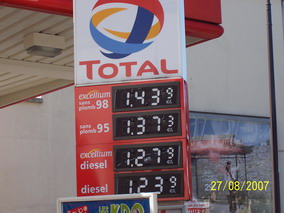 TOTAL
excellium
sans plomb 98
1.43 9
sans plomb 95
1.37 3
excellium
diesel
1.27 9
diesel
1.23 9
27/08/2007